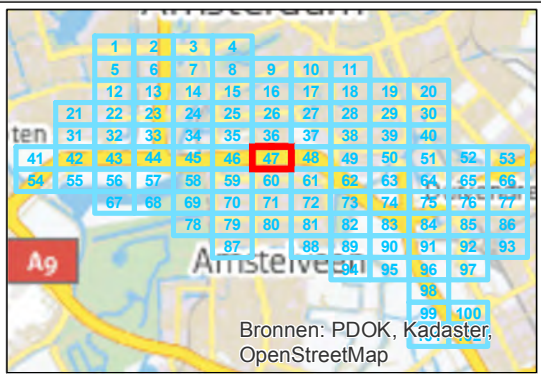 Amsterdam
1 2 3 4
5 6 7 8 9 10 11
12 13 14 15 16 17 18 19 20
21 22 23 24 25 26 27 28 29 30
ten 31 32 33 34 35 36 37 38 39 40
41 42 43 44 45 46 47 48 49 50 51 52 53
54 55 56 57 58 59 60 61 62 63 64 65 66
67 68 69 70 71 72 73 74 75 76 77
78 79 80 81 82 83 84 85 86
87 88 89 90 91 92 93
A9 Amstelveen 94 95 96 97
98
99 100
Bronnen: PDOK, Kadaster,
OpenStreetMap